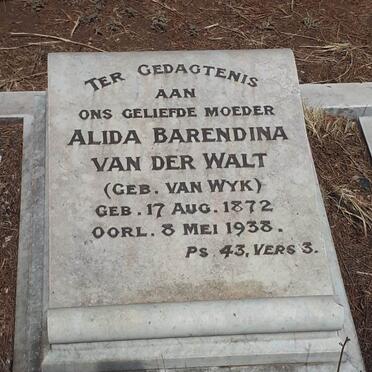 TER GEDAGTENIS
AAN
ONS GELIEFDE MOEDER
ALIDA BARENDINA
VAN DER WALT
(GEB. VAN WYK)
GEB. 17 AUG. 1872
OORL. 8 MEI 1938.
PS. 43, VERS 3.